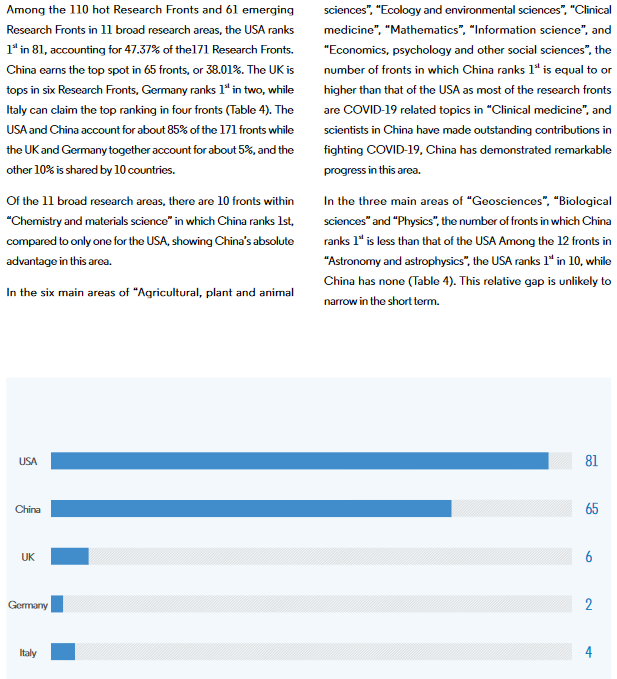 Among the 110 hot Research Fronts and 61 emerging
Research Fronts in 11 broad research areas, the USA ranks
1st in 81, accounting for 47.37% of the171 Research Fronts.
China earns the top spot in 65 fronts, or 38.01%. The UK is
tops in six Research Fronts, Germany ranks 1st in two, while
Italy can claim the top ranking in four fronts (Table 4). The
USA and China account for about 85% of the 171 fronts while
the UK and Germany together account for about 5%, and the
other 10% is shared by 10 countries.
Of the 11 broad research areas, there are 10 fronts within
“Chemistry and materials science” in which China ranks 1st,
compared to only one for the USA, showing China’s absolute
advantage in this area.
In the six main areas of “Agricultural, plant and animal
sciences”, “Ecology and environmental sciences”, “Clinical
medicine”, “Mathematics”, “Information science”, and
“Economics, psychology and other social sciences”, the
number of fronts in which China ranks 1st is equal to or
higher than that of the USA as most of the research fronts
are COVID-19 related topics in “Clinical medicine”, and
scientists in China have made outstanding contributions in
fighting COVID-19, China has demonstrated remarkable
progress in this area.
In the three main areas of “Geosciences”, “Biological
sciences” and “Physics”, the number of fronts in which China
ranks 1st is less than that of the USA Among the 12 fronts in
“Astronomy and astrophysics”, the USA ranks 1st in 10, while
China has none (Table 4). This relative gap is unlikely to
narrow in the short term.
USA 81
China 65
UK 6
Germany 2
Italy 4